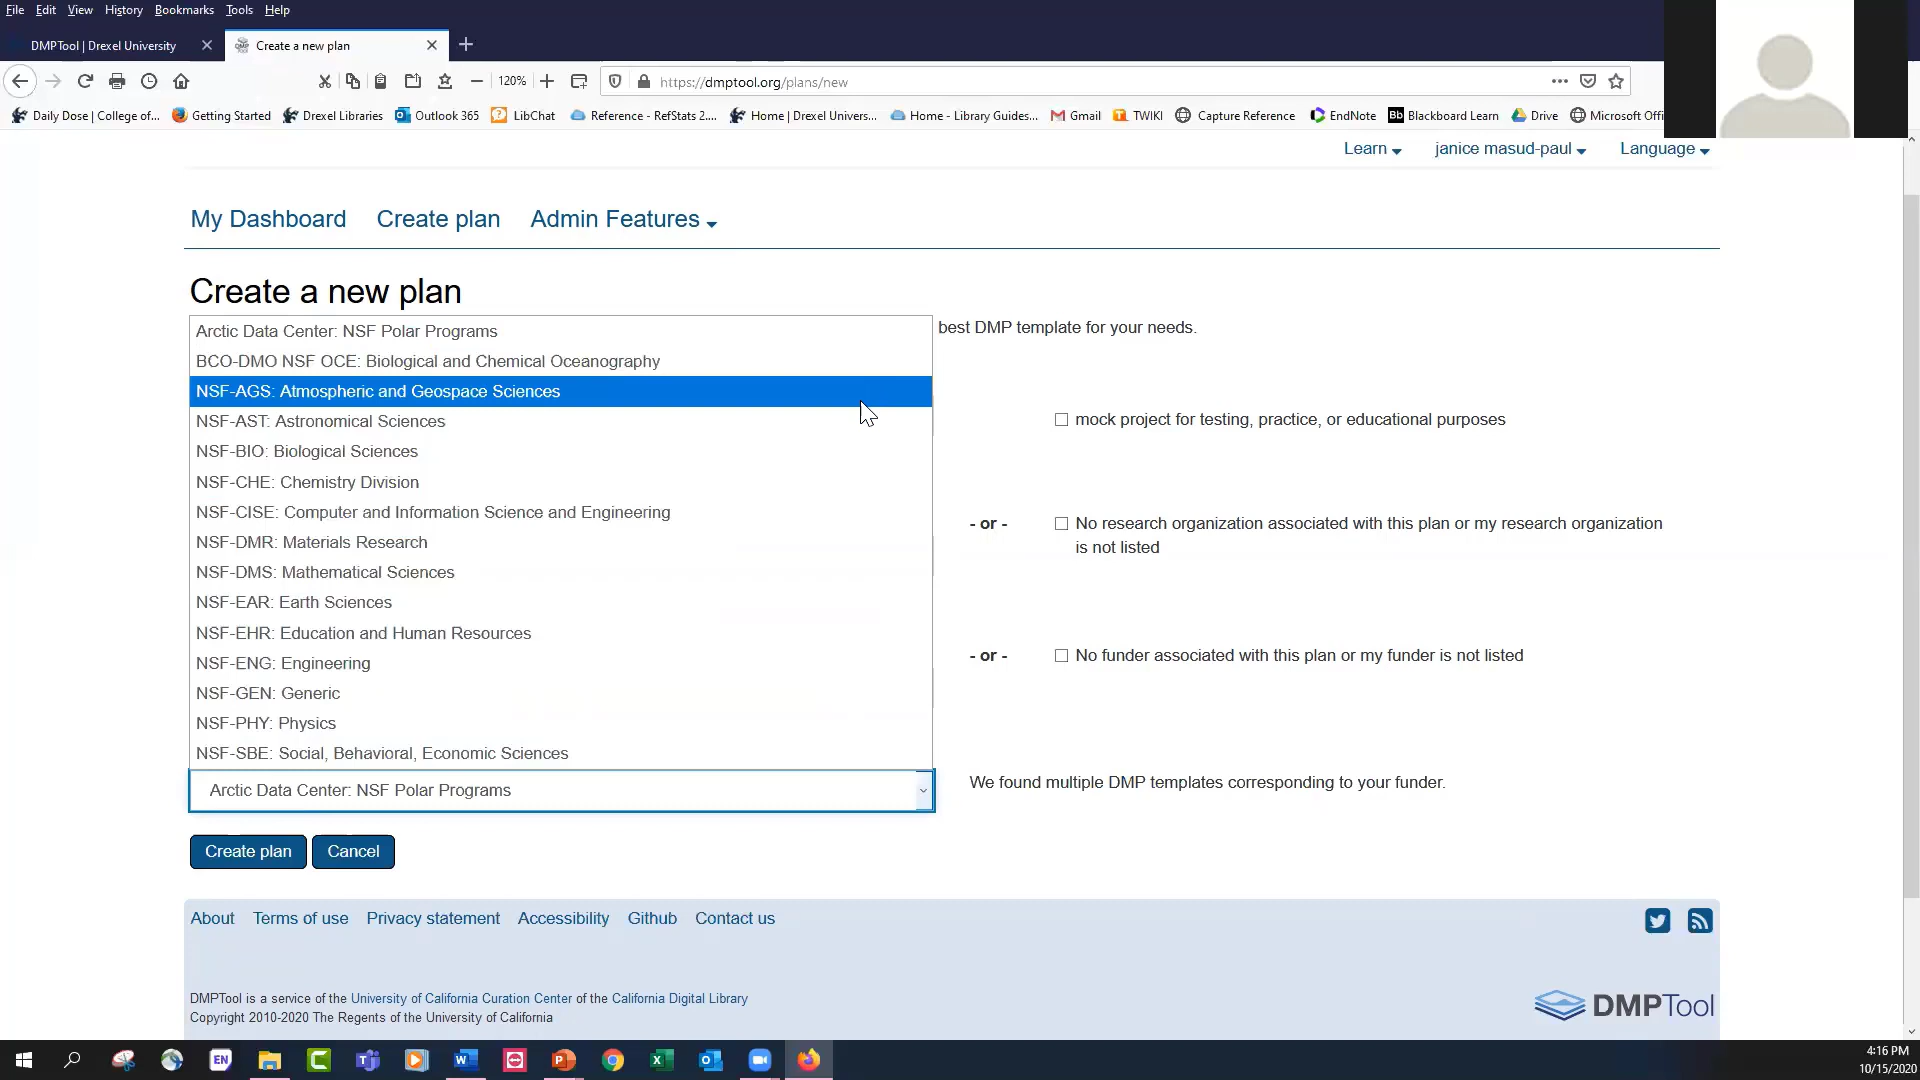 File Edit View History Bookmarks Tools Help
DMPTool | Drexel University Create a new plan
120% https://dmptool.org/plans/new
Daily Dose | College of... Getting Started Drexel Libraries Outlook 365 LibChat Reference - RefStats 2.... Home | Drexel Univers... Home - Library Guides... Gmail TWIKI Capture Reference EndNote Bb Blackboard Learn Drive Microsoft Offi
Learn janice masud-paul Language
My Dashboard Create plan Admin Features
Create a new plan
Arctic Data Center: NSF Polar Programs best DMP template for your needs.
BCO-DMO NSF OCE: Biological and Chemical Oceanography
NSF-AGS: Atmospheric and Geospace Sciences
NSF-AST: Astronomical Sciences mock project for testing, practice, or educational purposes
NSF-BIO: Biological Sciences
NSF-CHE: Chemistry Division
NSF-CISE: Computer and Information Science and Engineering - or - No research organization associated with this plan or my research organization
is not listed
NSF-DMR: Materials Research
NSF-DMS: Mathematical Sciences
NSF-EAR: Earth Sciences
NSF-EHR: Education and Human Resources
NSF-ENG: Engineering - or - No funder associated with this plan or my funder is not listed
NSF-GEN: Generic
NSF-PHY: Physics
NSF-SBE: Social, Behavioral, Economic Sciences
Arctic Data Center: NSF Polar Programs We found multiple DMP templates corresponding to your funder.
Create plan Cancel
About Terms of use Privacy statement Accessibility Github Contact us
DMPTool is a service of the University of California Curation Center of the California Digital Library
Copyright 2010-2020 The Regents of the University of California
DMPTool
EN
4:16 PM
10/15/2020